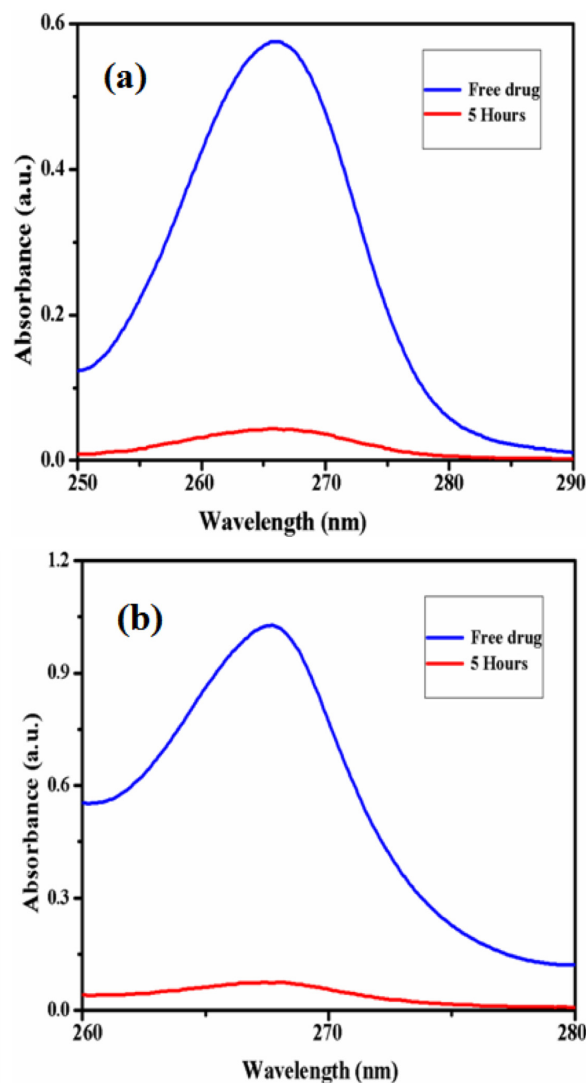 (a)
Free drug
5 Hours
Absorbance (a.u.)
0.6
0.4
0.2
0.0
250
260
270
280
290
Wavelength (nm)
(b)
Free drug
5 Hours
Absorbance (a.u.)
1.2
0.9
0.6
0.3
0.0
260
270
280
Wavelength (nm)